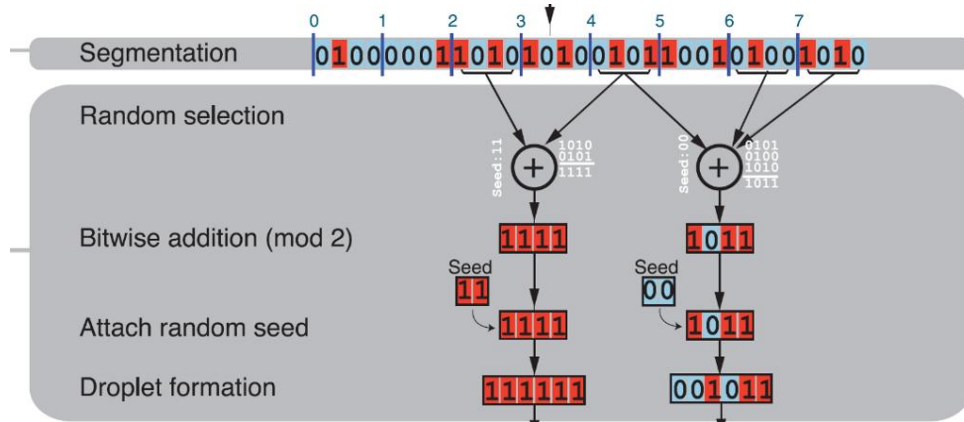 0 1 2 3 4 5 6 7
Segmentation 01000001101010100101100101001010
Random selection
Seed:11
1010
0101
1111
Seed:00
0101
0100
1010
1011
+ +
Bitwise addition (mod 2) 1111 1011
Seed Seed
11 00
Attach random seed 1111 1011
Droplet formation 111111 001011